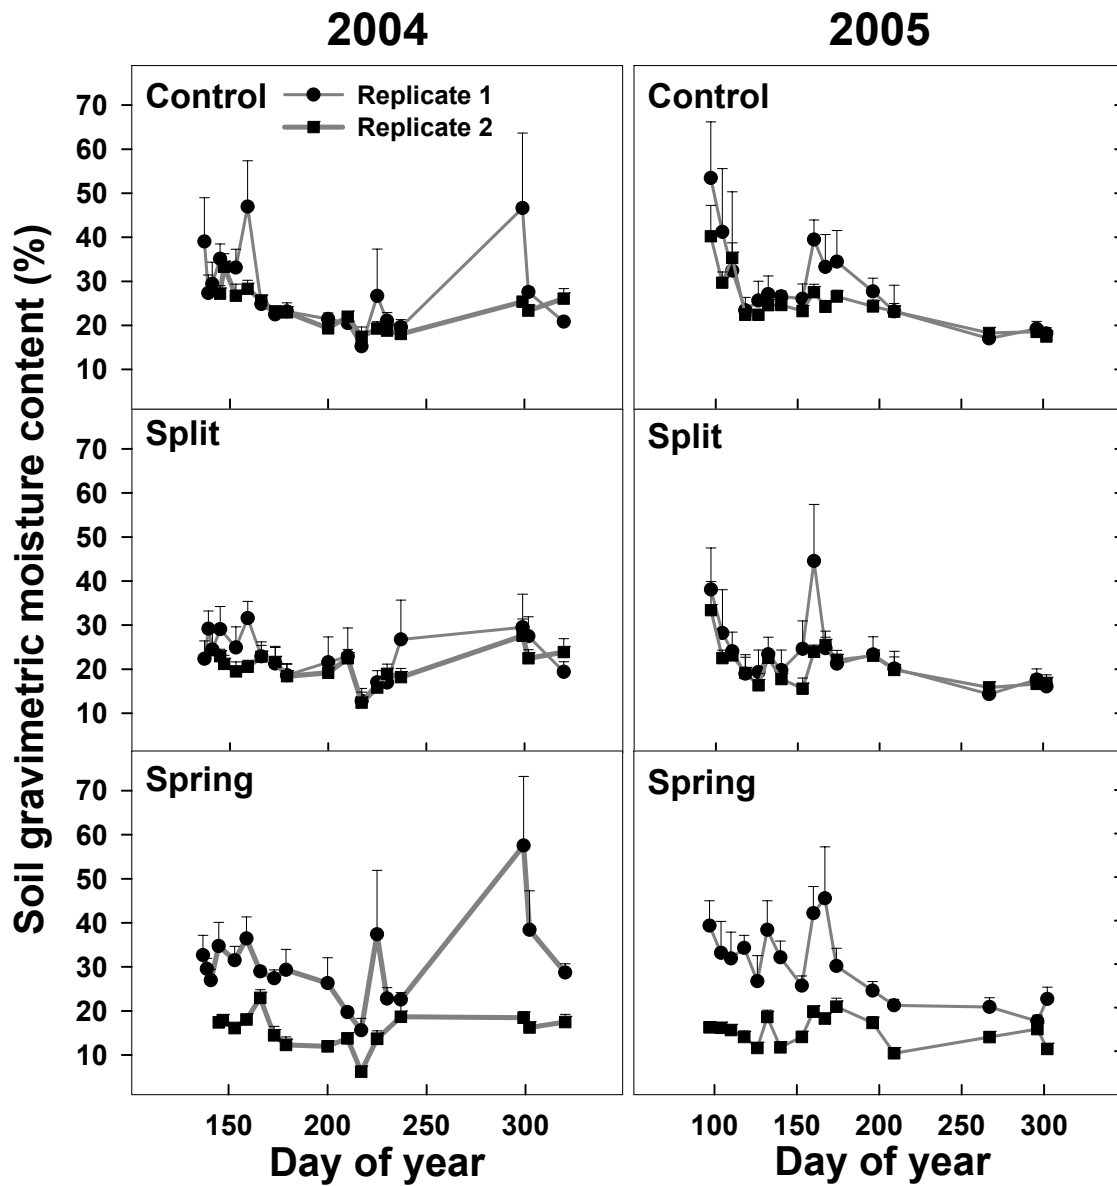 2004
2005
Soil gravimetric moisture content (%)
Control
Replicate 1
Replicate 2
70
60
50
40
30
20
10
Control
Split
70
60
50
40
30
20
10
Split
Spring
70
60
50
40
30
20
10
Spring
150 200 250 300
100 150 200 250 300
Day of year
Day of year